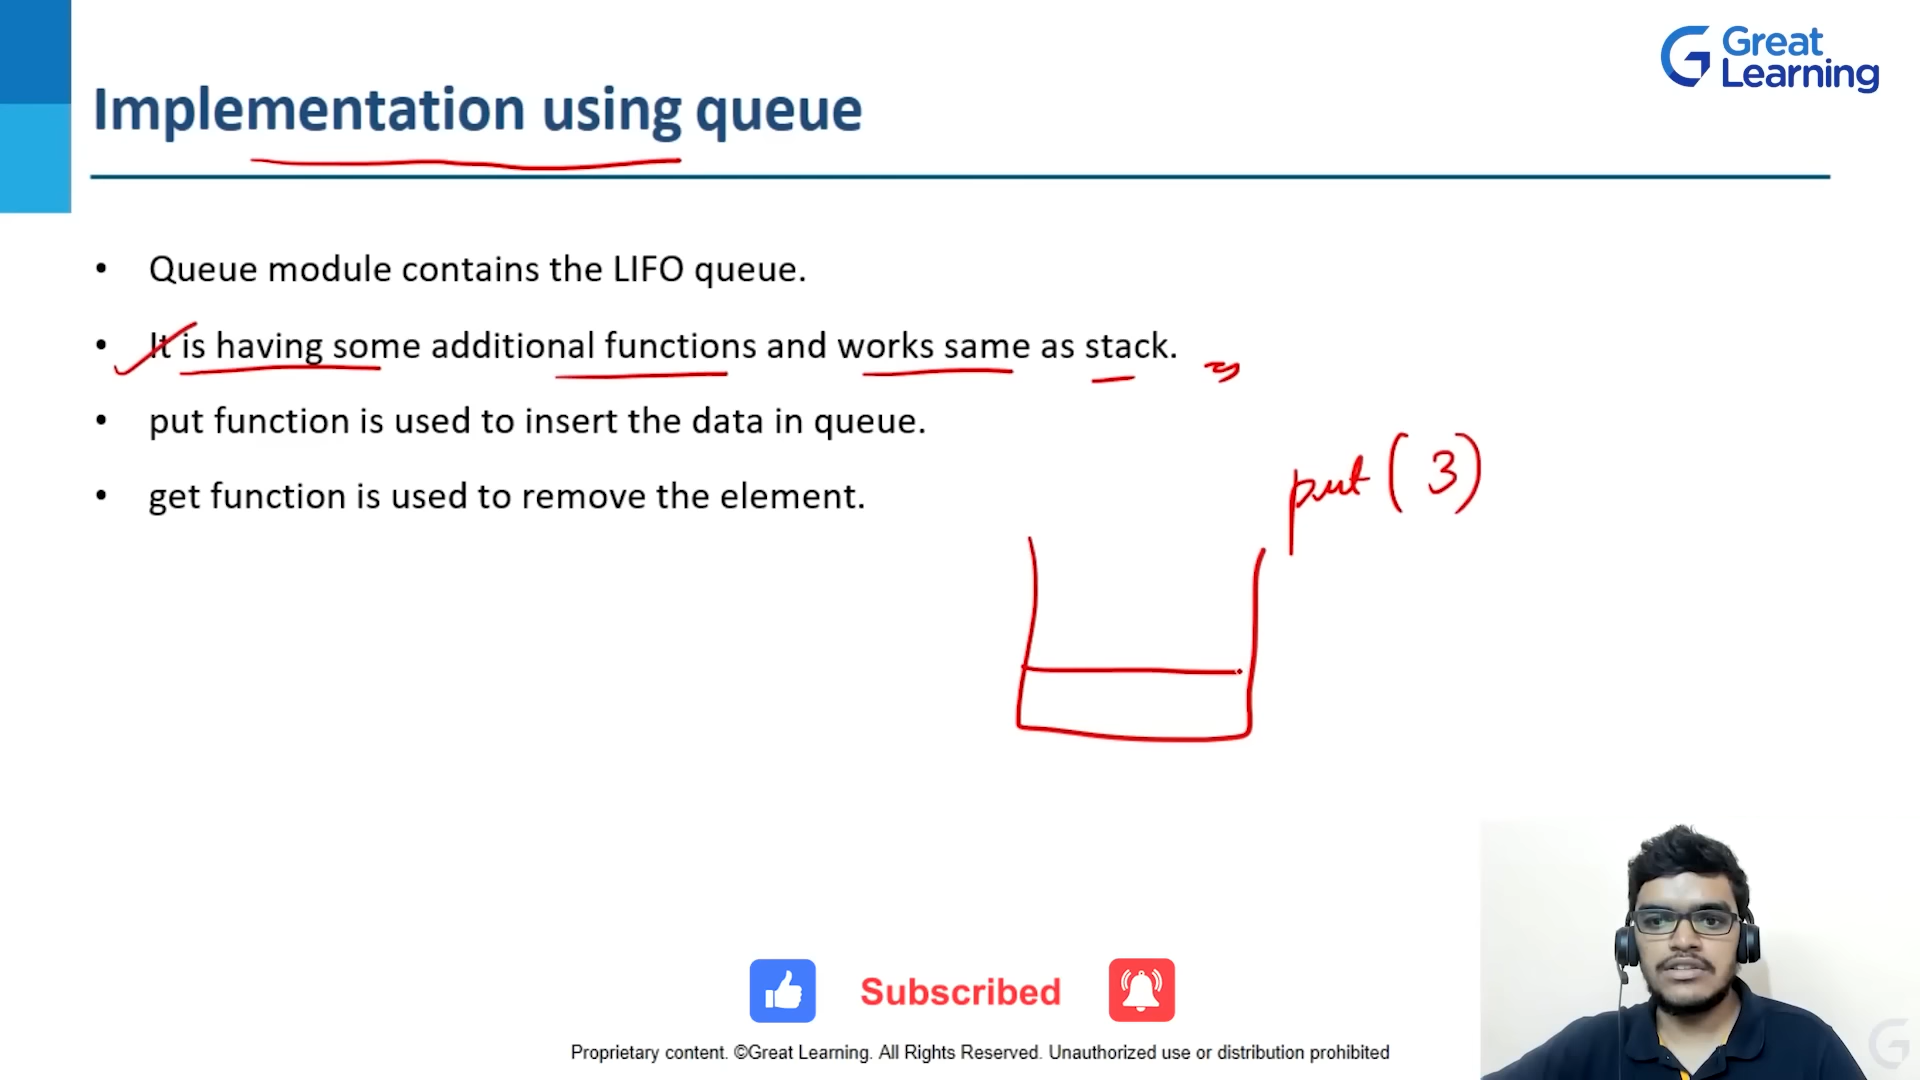 Great
Learning
Implementation using queue
• Queue module contains the LIFO queue.
• It is having some additional functions and works same as stack.
• put function is used to insert the data in queue.
• get function is used to remove the element.
put ( 3 )
Subscribed
Proprietary content. ©Great Learning. All Rights Reserved. Unauthorized use or distribution prohibited